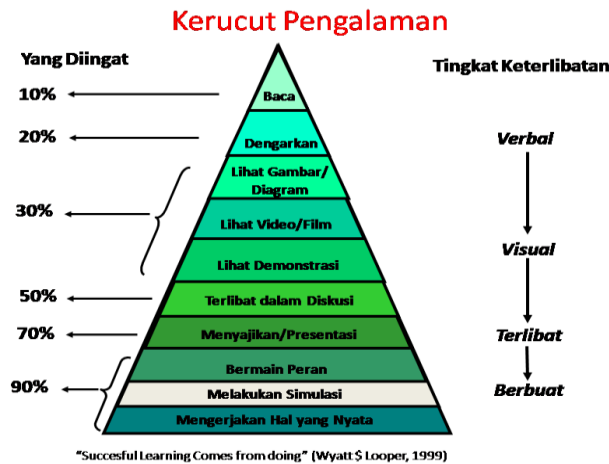 Kerucut Pengalaman
Yang Diingat
Tingkat Keterlibatan
10%
Baca
20%
Dengarkan
Verbal
Lihat Gambar/
Diagram
30%
Lihat Video/Film
Visual
Lihat Demonstrasi
50%
Terlibat dalam Diskusi
70%
Menyajikan/Presentasi
Terlibat
Bermain Peran
90%
Melakukan Simulasi
Berbuat
Mengerjakan Hal yang Nyata
“Succesful Learning Comes from doing” (Wyatt $ Looper, 1999)